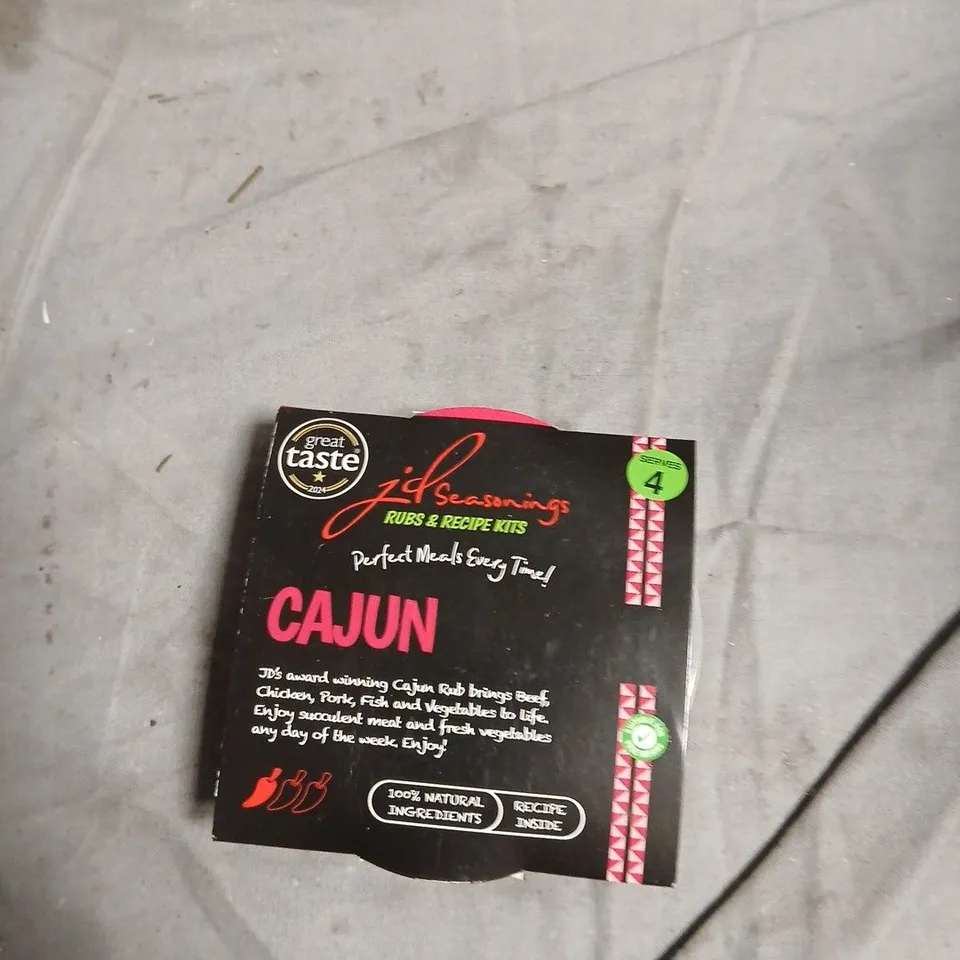 great
taste
2024
jd Seasonings
RUBS & RECIPE KITS
SERVES
4
Perfect Meals Every Time!
CAJUN
JD's award winning Cajun Rub brings Beef,
Chicken, Pork, Fish and Vegetables to life.
Enjoy succulent meat and fresh vegetables
any day of the week. Enjoy!
100% NATURAL
INGREDIENTS
RECIPE
INSIDE